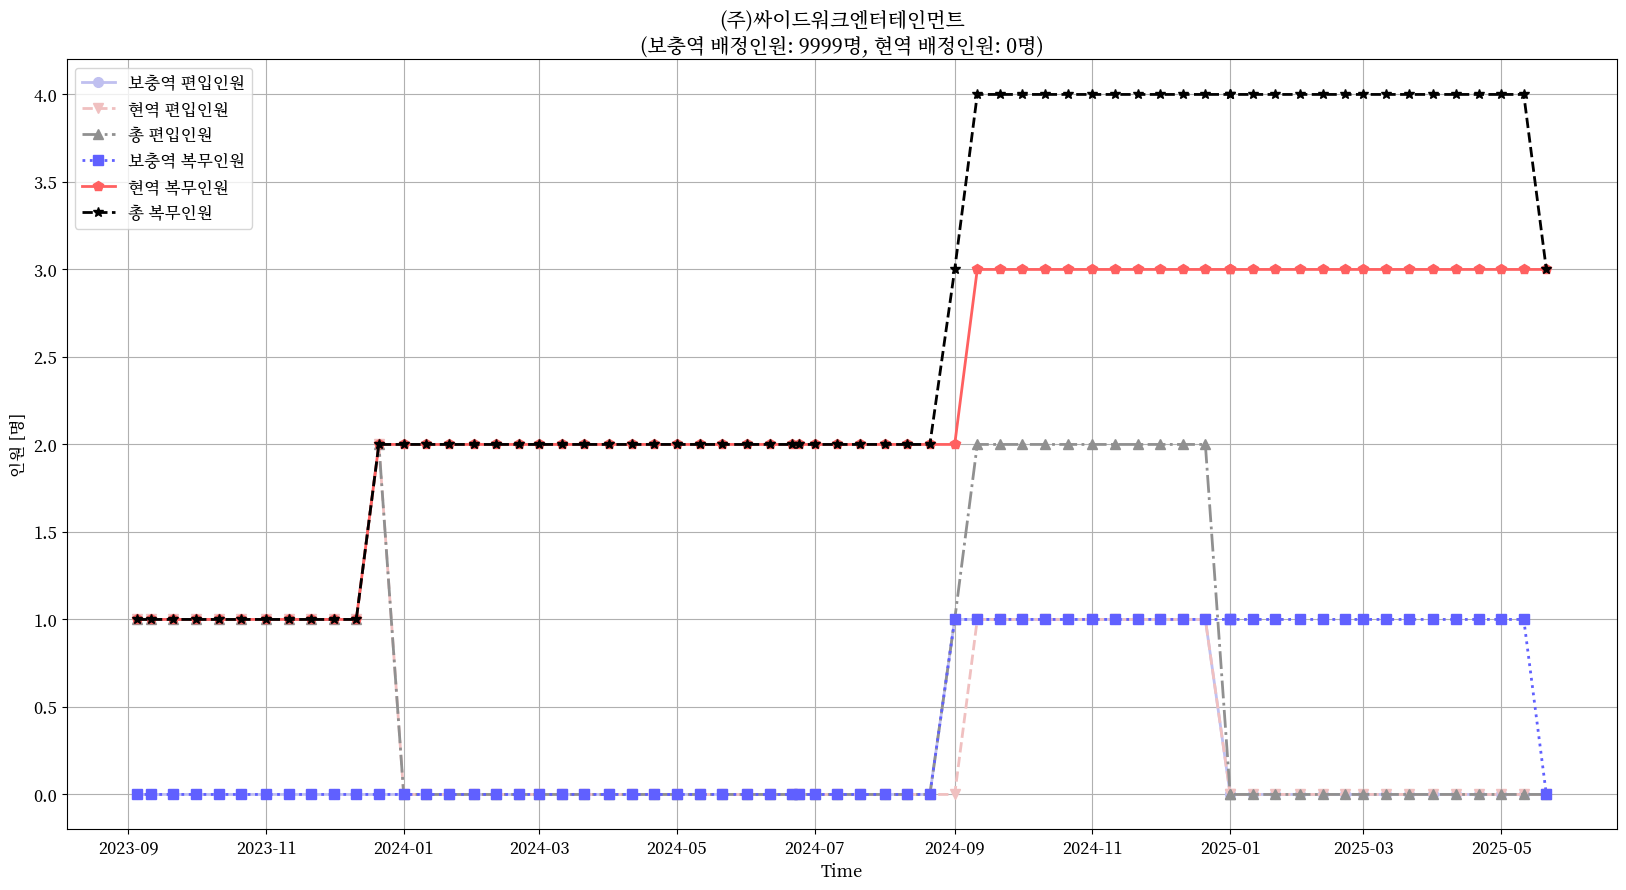 (주)싸이드워크엔터테인먼트
(보충역 배정인원: 9999명, 현역 배정인원: 0명)
보충역 편입인원
현역 편입인원
총 편입인원
보충역 복무인원
현역 복무인원
총 복무인원
인원 [명]
4.0
3.5
3.0
2.5
2.0
1.5
1.0
0.5
0.0
2023-09
2023-11
2024-01
2024-03
2024-05
2024-07
2024-09
2024-11
2025-01
2025-03
2025-05
Time